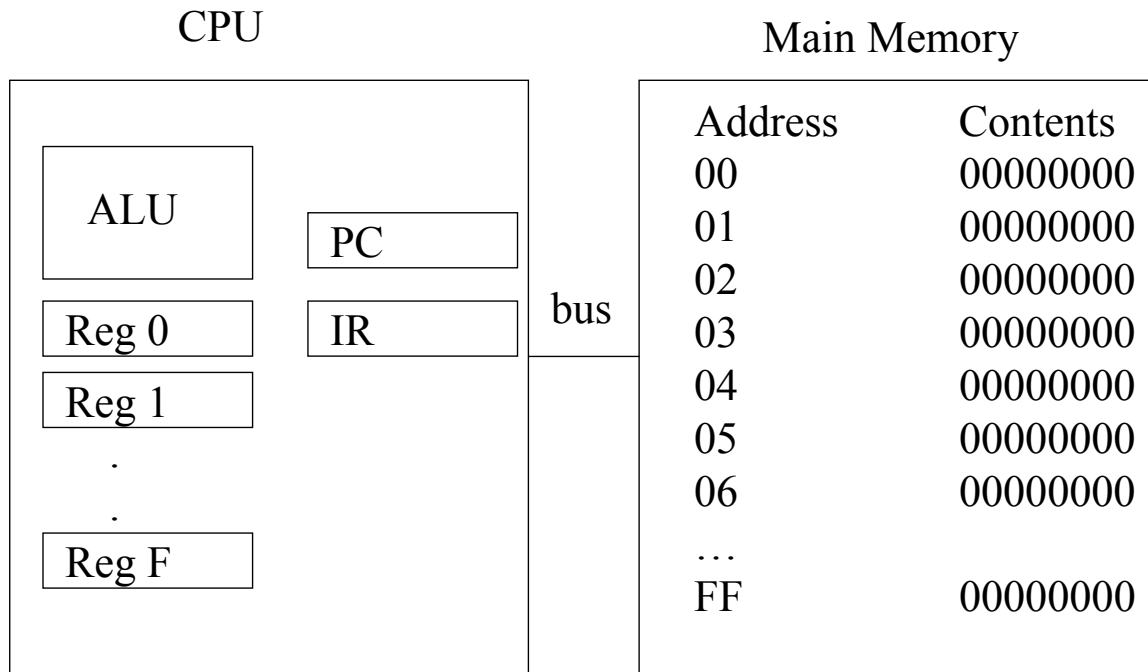 CPU
ALU
PC
Reg 0
IR
Reg 1
.
.
Reg F
bus
Main Memory
Address Contents
00 00000000
01 00000000
02 00000000
03 00000000
04 00000000
05 00000000
06 00000000
…
FF 00000000